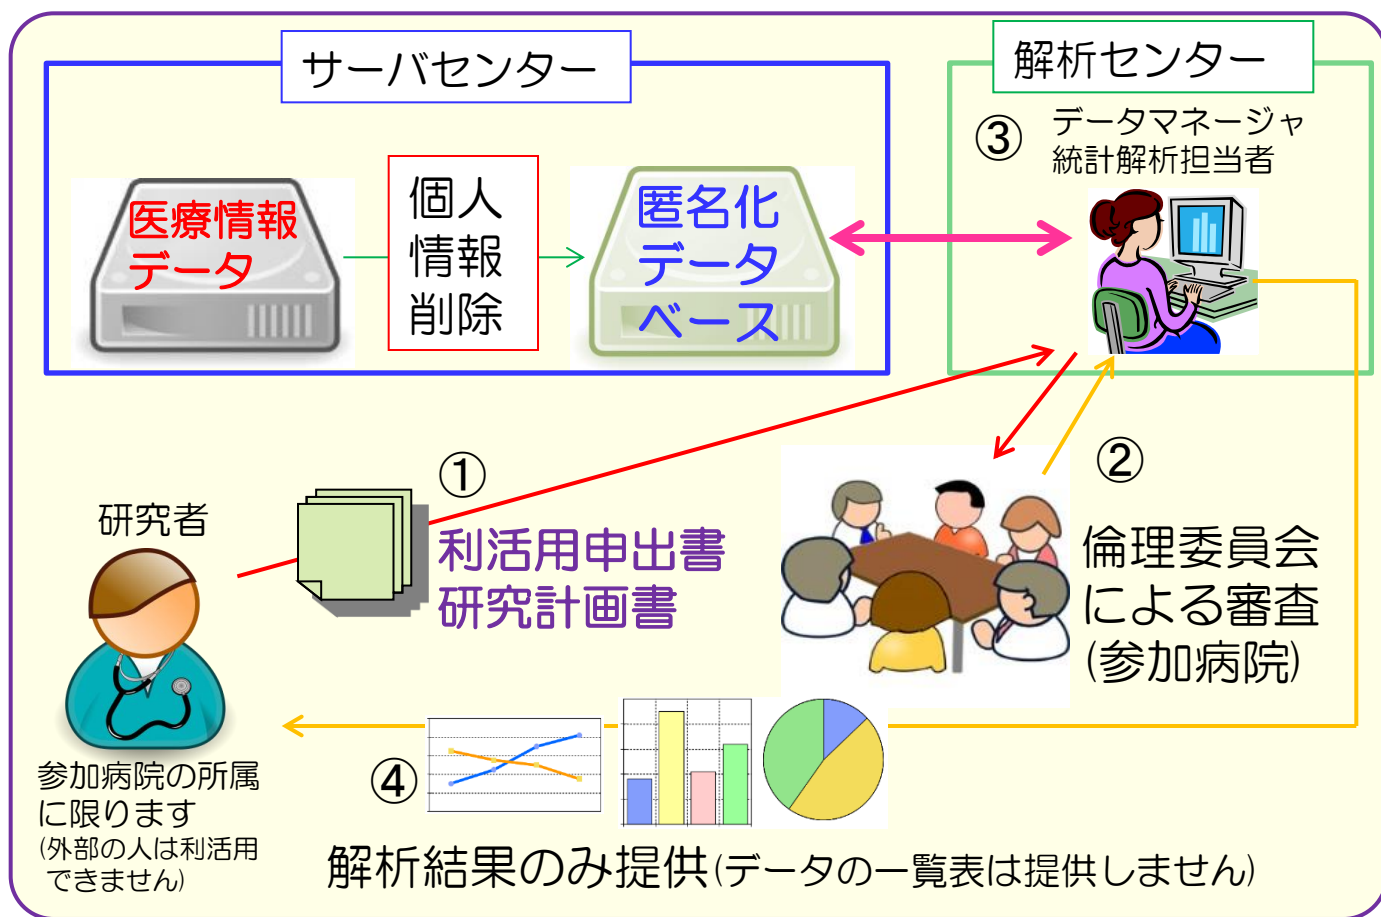 サーバセンター
解析センター
③
データマネージャ
統計解析担当者
医療情報
データ
個人
情報
削除
匿名化
データ
ベース
①
利活用申出書
研究計画書
研究者
②
倫理委員会
による審査
(参加病院)
参加病院の所属
に限ります
(外部の人は利活用
できません)
④
解析結果のみ提供(データの一覧表は提供しません)